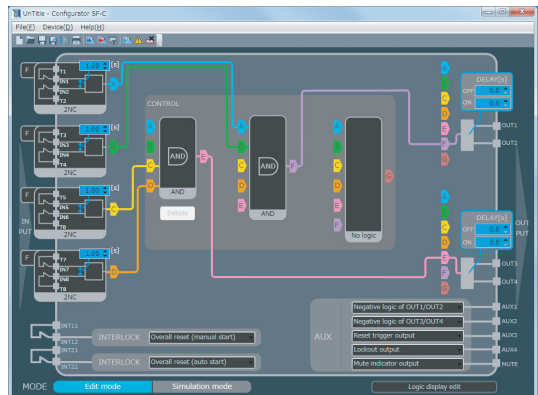 UnTitle - Configurator SF-C
File(F) Device(D) Help(H)
F T1 1.00 [s]
IN1
IN2
T2
2NC
A
F T3 1.00 [s]
IN3
IN4
T4
2NC
F T5 1.00 [s]
IN5
IN6
T6
2NC
C
F T7 1.00 [s]
IN7
IN8
T8
2NC
D
IN
PUT
CONTROL
A
B
C
D
AND
AND
Details
E
A
B
C
D
E
AND
AND
F
A
B
C
D
E
F
No logic
G
A
B
C
D
E
F
G
DELAY[s]
OFF 0.0
ON 0.0
OUT1
OUT2
A
B
C
D
E
F
G
DELAY[s]
OFF 0.0
ON 0.0
OUT3
OUT4
OUT
PUT
INT11
INT12
INTERLOCK Overall reset (manual start)
INT21
INT22
INTERLOCK Overall reset (auto start)
AUX
Negative logic of OUT1/OUT2 AUX1
Negative logic of OUT3/OUT4 AUX2
Reset trigger output AUX3
Lockout output AUX4
Mute indicator output MUTE
MODE Edit mode Simulation mode Logic display edit